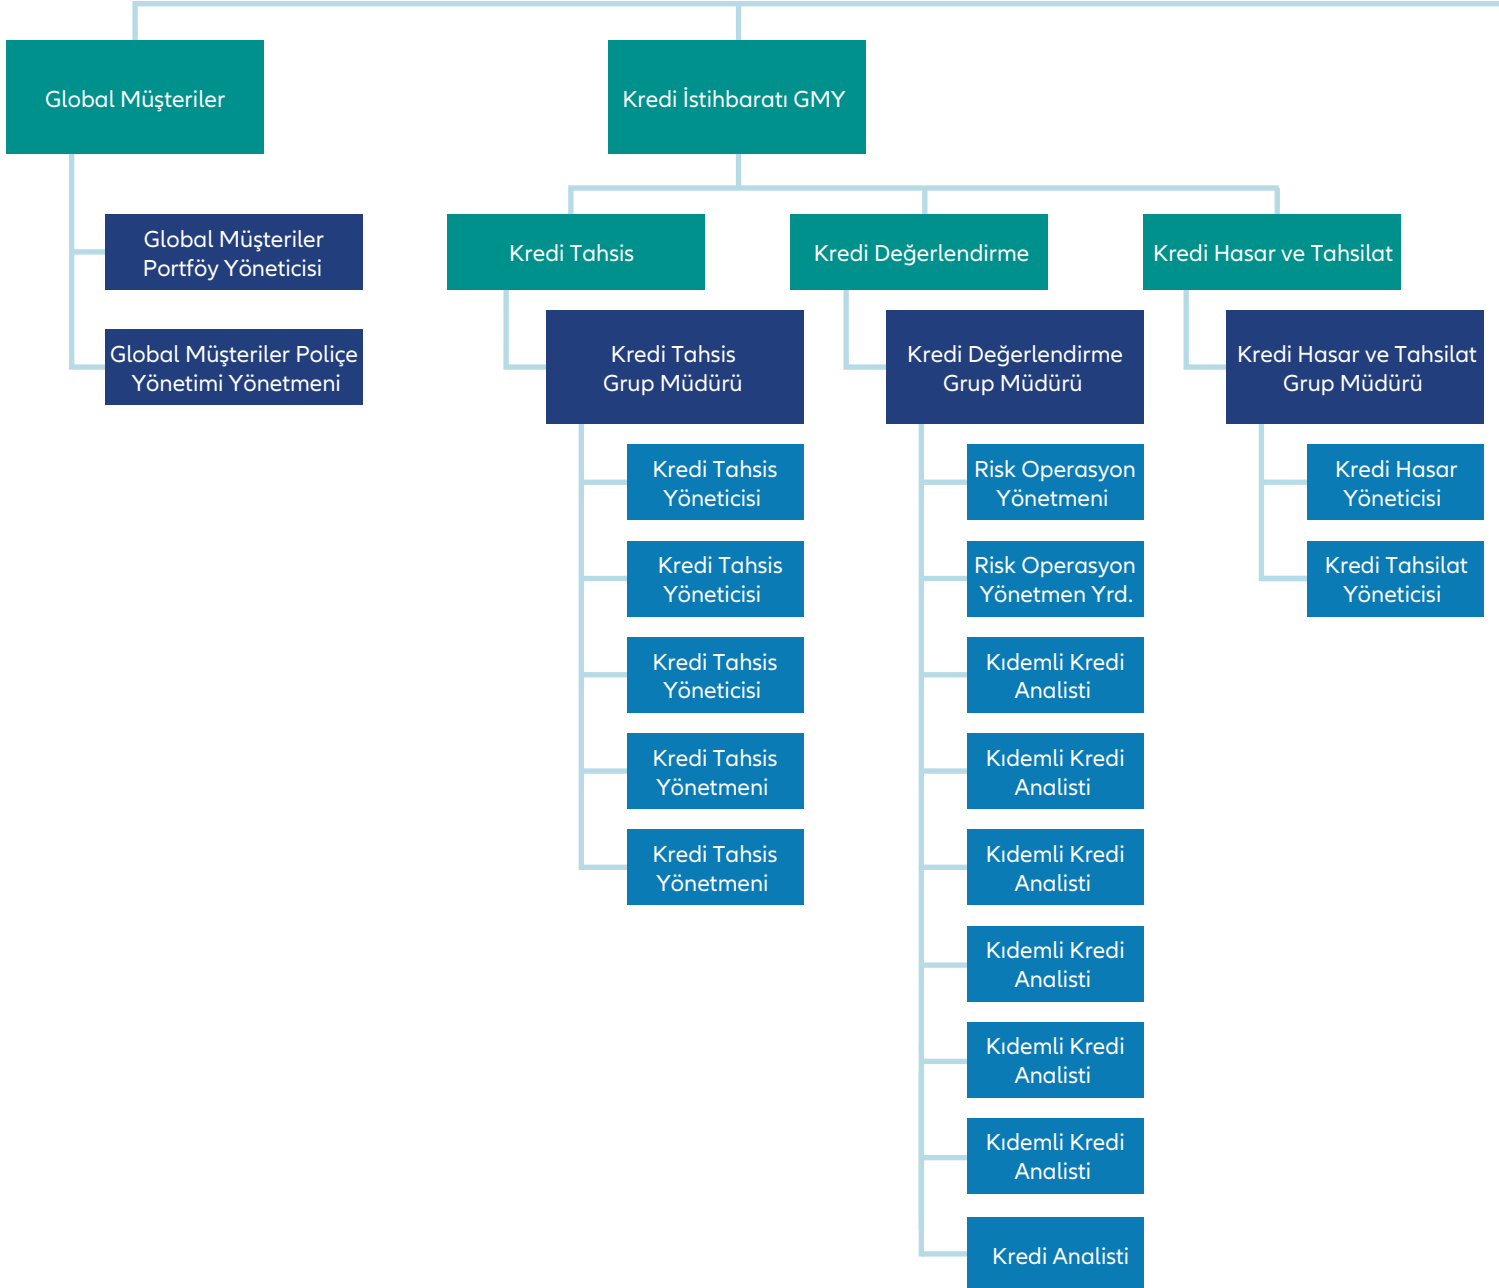 Global Müşteriler
Kredi İstihbaratı GMY
Global Müşteriler
Portföy Yöneticisi
Global Müşteriler Poliçe
Yönetimi Yönetmeni
Kredi Tahsis
Kredi Tahsis
Grup Müdürü
Kredi Tahsis
Yöneticisi
Kredi Tahsis
Yöneticisi
Kredi Tahsis
Yöneticisi
Kredi Tahsis
Yönetmeni
Kredi Tahsis
Yönetmeni
Kredi Değerlendirme
Kredi Değerlendirme
Grup Müdürü
Risk Operasyon
Yönetmeni
Risk Operasyon
Yönetmen Yrd.
Kıdemli Kredi
Analisti
Kıdemli Kredi
Analisti
Kıdemli Kredi
Analisti
Kıdemli Kredi
Analisti
Kıdemli Kredi
Analisti
Kıdemli Kredi
Analisti
Kredi Analisti
Kredi Hasar ve Tahsilat
Kredi Hasar ve Tahsilat
Grup Müdürü
Kredi Hasar
Yöneticisi
Kredi Tahsilat
Yöneticisi